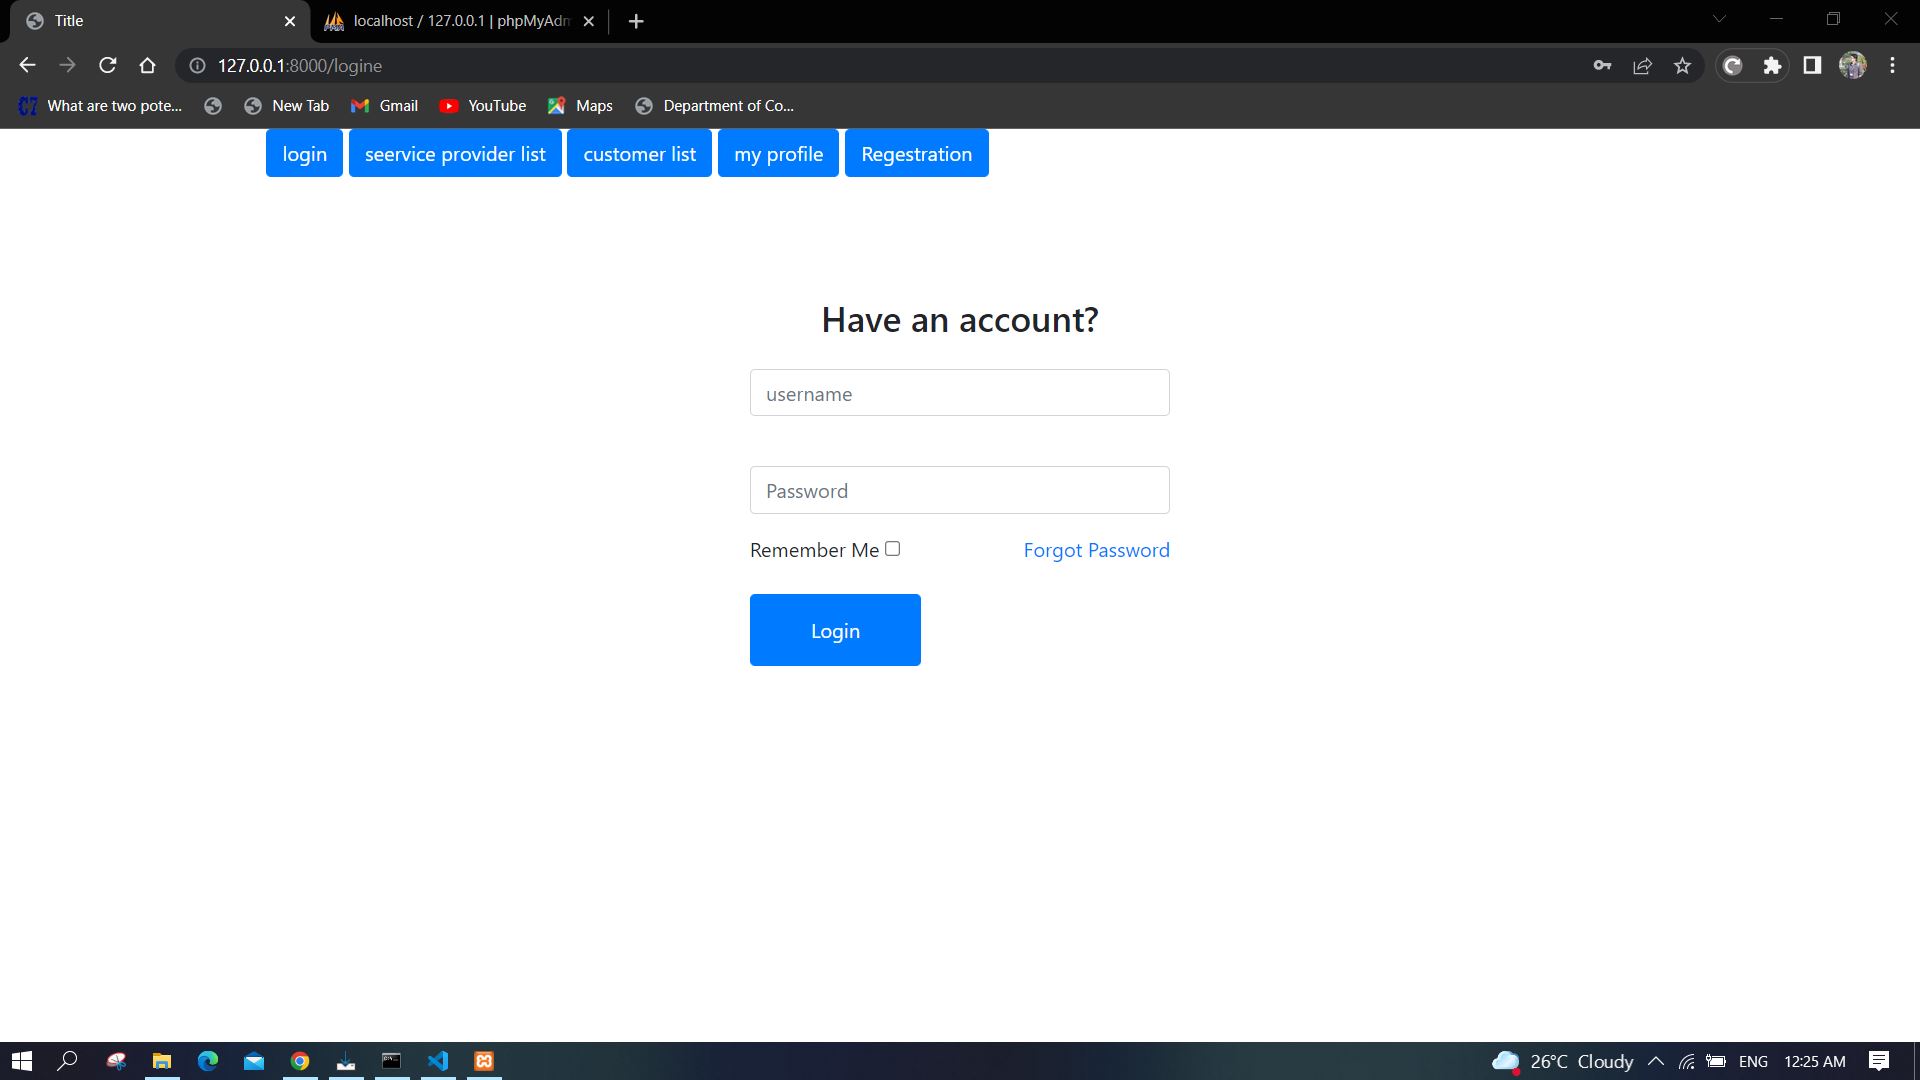 Title
localhost / 127.0.0.1 | phpMyAdm
127.0.0.1:8000/logine
What are two pote... New Tab Gmail YouTube Maps Department of Co...
login seervice provider list customer list my profile Regestration
Have an account?
username
Password
Remember Me Forgot Password
Login
26°C Cloudy ENG 12:25 AM